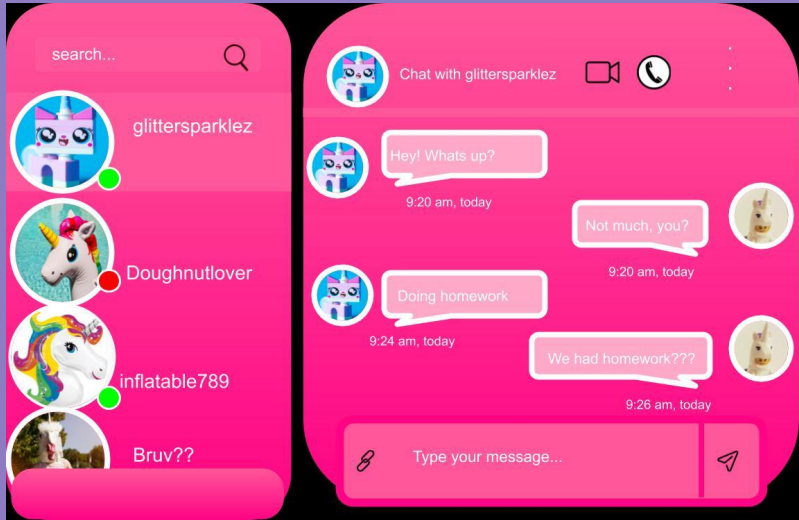 search...
glittersparklez
Doughnutlover
inflatable789
Bruv??
Chat with glittersparklez
Hey! Whats up?
9:20 am, today
Not much, you?
9:20 am, today
Doing homework
9:24 am, today
We had homework???
9:26 am, today
Type your message...